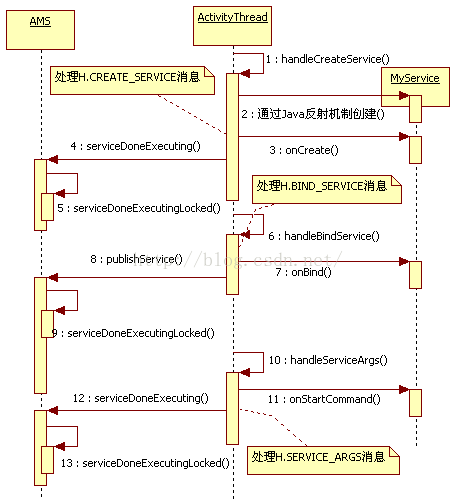 AMS
ActivityThread
1 : handleCreateService()
处理H.CREATE_SERVICE消息
MyService
2 : 通过Java反射机制创建()
4 : serviceDoneExecuting()
3 : onCreate()
处理H.BIND_SERVICE消息
5 : serviceDoneExecutingLocked()
6 : handleBindService()
8 : publishService()
http://blog.csdn.net/
7 : onBind()
9 : serviceDoneExecutingLocked()
10 : handleServiceArgs()
12 : serviceDoneExecuting()
11 : onStartCommand()
处理H.SERVICE_ARGS消息
13 : serviceDoneExecutingLocked()